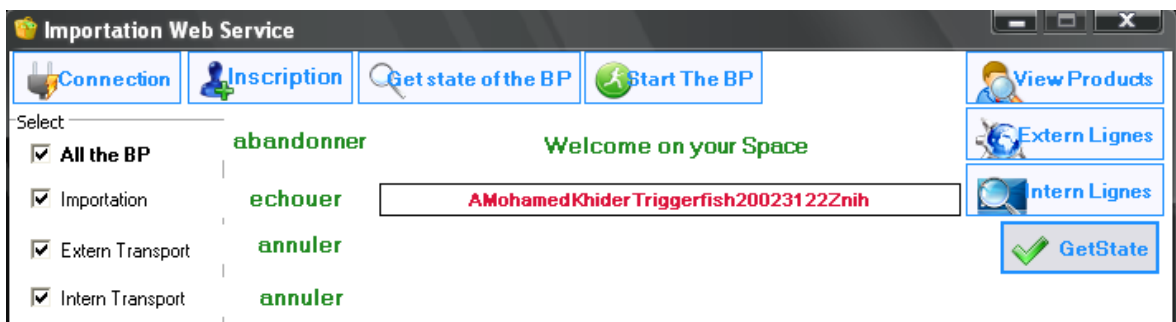 Importation Web Service
Connection Inscription Get state of the BP Start The BP View Products
Select
All the BP abandonner Welcome on your Space Extern Lignes
Importation echouer AMohamedKhiderTriggerfish20023122Znih Intern Lignes
Extern Transport annuler GetState
Intern Transport annuler